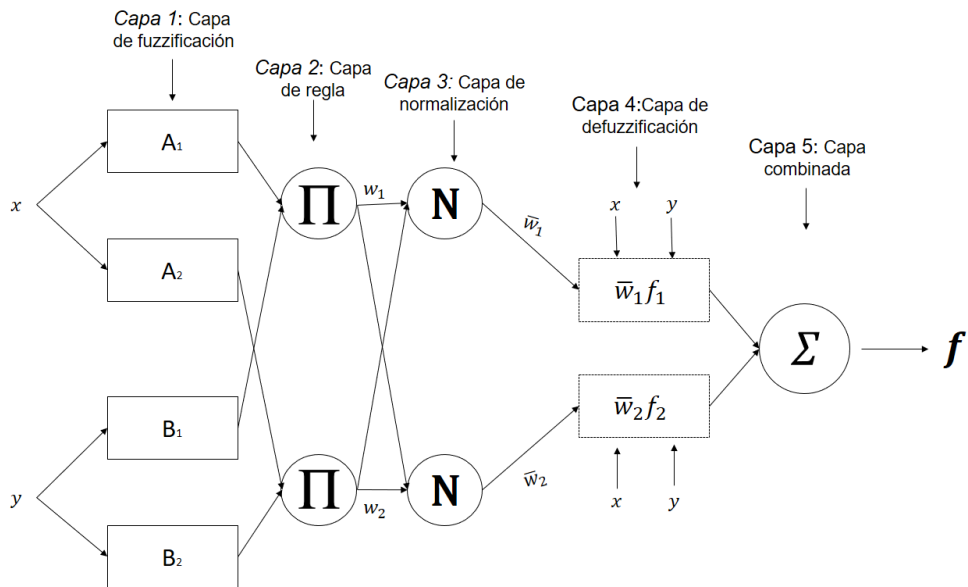 Capa 1: Capa
de fuzzificación
Capa 2: Capa
de regla
Capa 3: Capa de
normalización
Capa 4:Capa de
defuzzificación
Capa 5: Capa
combinada
x
A₁
A₂
y
B₁
B₂
∏
w₁
∏
w₂
N
w̅₁
N
w̅₂
x y
w̅₁f₁
w̅₂f₂
x y
Σ
f